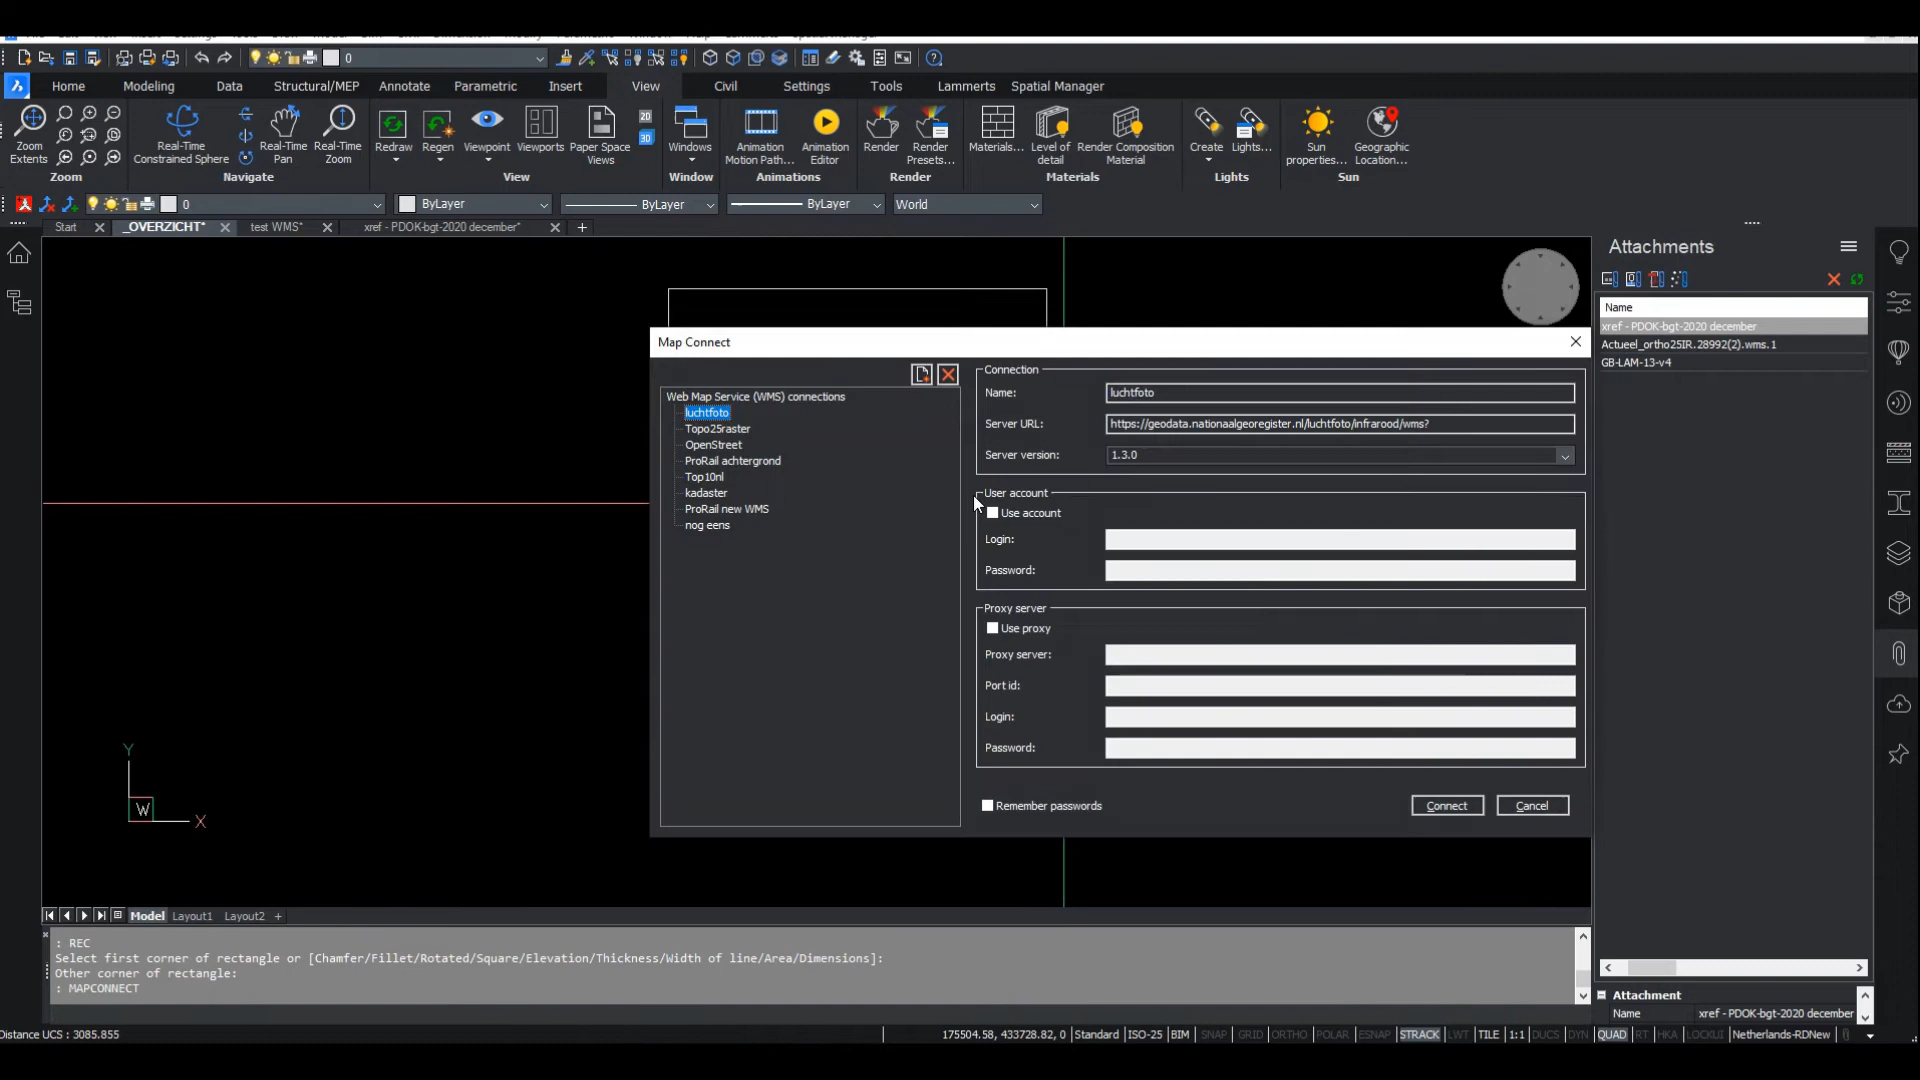 0
Home Modeling Data Structural/MEP Annotate Parametric Insert View Civil Settings Tools Lammerts Spatial Manager
Zoom Extents
Real-Time Constrained Sphere
Real-Time Pan
Real-Time Zoom
Redraw
Regen
Viewpoint
Viewports
Paper Space Views
2D
3D
Windows
Animation Motion Path...
Animation Editor
Render
Render Presets...
Materials...
Level of detail
Render Composition Material
Create
Lights...
Sun properties...
Geographic Location...
Zoom Navigate View Window Animations Render Materials Lights Sun
0 ByLayer ByLayer ByLayer World
Start _OVERZICHT* test WMS* xref - PDOK-bgt-2020 december*
Attachments
Name
xref - PDOK-bgt-2020 december
Actueel_ortho25IR.28992(2).wms.1
GB-LAM-13-v4
Map Connect
Web Map Service (WMS) connections
luchtfoto
Topo25raster
OpenStreet
ProRail achtergrond
Top10nl
kadaster
ProRail new WMS
nog eens
Connection
Name: luchtfoto
Server URL: https://geodata.nationaalgeoregister.nl/luchtfoto/infrarood/wms?
Server version: 1.3.0
User account
Use account
Login:
Password:
Proxy server
Use proxy
Proxy server:
Port id:
Login:
Password:
Remember passwords
Connect Cancel
Y
W
X
Model Layout1 Layout2 +
: REC
Select first corner of rectangle or [Chamfer/Fillet/Rotated/Square/Elevation/Thickness/Width of line/Area/Dimensions]:
Other corner of rectangle:
: MAPCONNECT
Attachment
Name xref - PDOK-bgt-2020 december
Distance UCS : 3085.855
175504.58, 433728.82, 0 Standard ISO-25 BIM SNAP GRID ORTHO POLAR ESNAP STRACK LWT TILE 1:1 DUCS DYN QUAD RT HKA LOCKUI Netherlands-RDNew